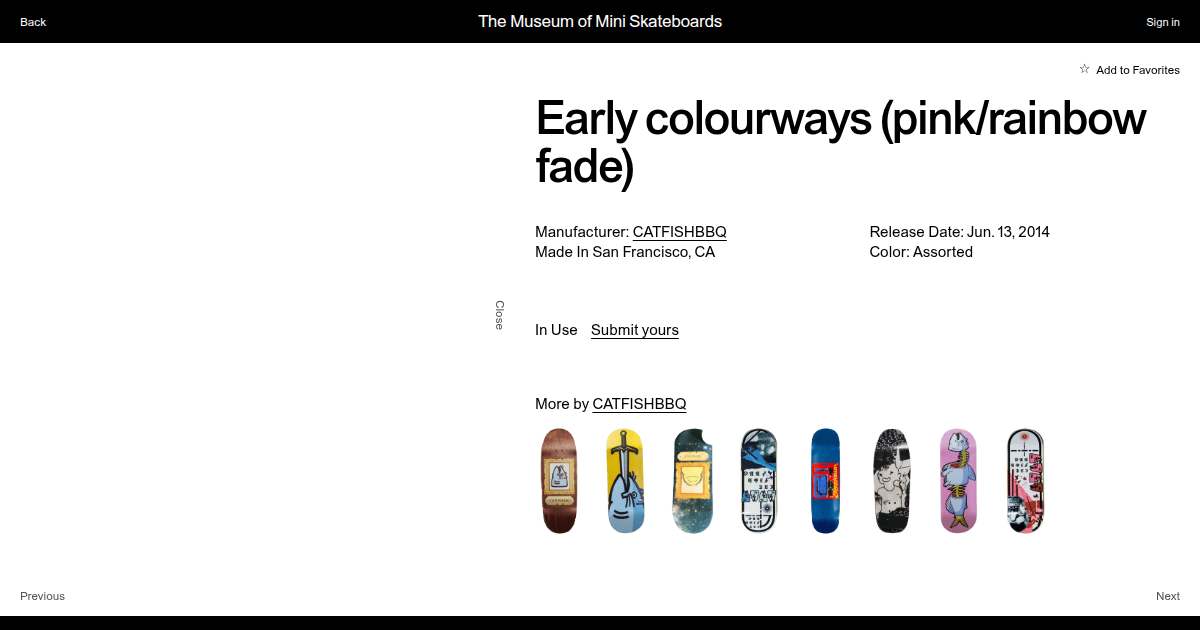 Back
The Museum of Mini Skateboards
Sign in
☆ Add to Favorites
Early colourways (pink/rainbow
fade)
Manufacturer: CATFISHBBQ
Release Date: Jun. 13, 2014
Made In San Francisco, CA
Color: Assorted
Close
In Use Submit yours
More by CATFISHBBQ
Previous
Next